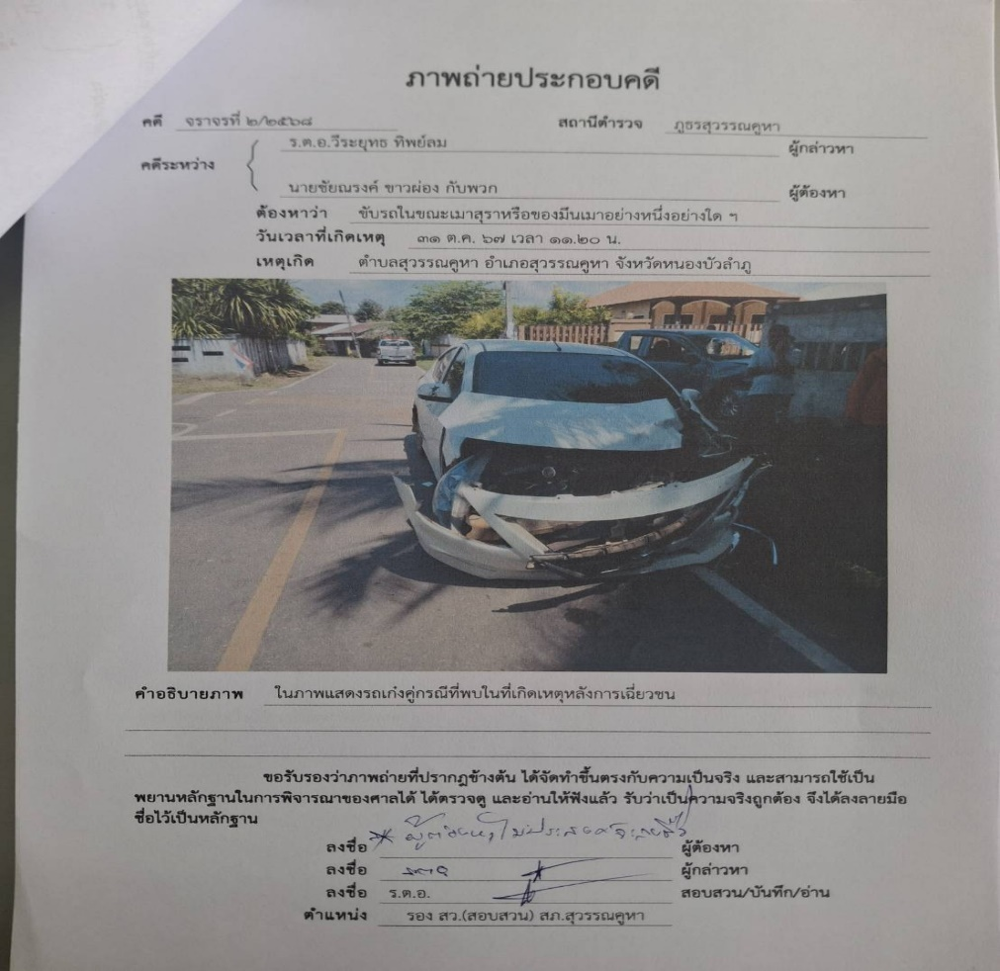 ภาพถ่ายประกอบคดี
คดี จราจรที่ ๒/๒๕๖๘ สถานีตำรวจ ภูธรสุวรรณคูหา
ร.ต.อ.วีระยุทธ ทิพย์ลม ผู้กล่าวหา
คดีระหว่าง
นายชัยณรงค์ ขาวผ่อง กับพวก ผู้ต้องหา
ต้องหาว่า ขับรถในขณะเมาสุราหรือของมึนเมาอย่างหนึ่งอย่างใด ฯ
วันเวลาที่เกิดเหตุ ๓๑ ต.ค. ๖๗ เวลา ๑๑.๒๐ น.
เหตุเกิด ตำบลสุวรรณคูหา อำเภอสุวรรณคูหา จังหวัดหนองบัวลำภู
คำอธิบายภาพ ในภาพแสดงรถเก๋งคู่กรณีที่พบในที่เกิดเหตุหลังการเฉี่ยวชน
ขอรับรองว่าภาพถ่ายที่ปรากฏข้างต้น ได้จัดทำขึ้นตรงกับความเป็นจริง และสามารถใช้เป็น
พยานหลักฐานในการพิจารณาของศาลได้ ได้ตรวจดู และอ่านให้ฟังแล้ว รับว่าเป็นความจริงถูกต้อง จึงได้ลงลายมือ
ชื่อไว้เป็นหลักฐาน
ลงชื่อ ผู้ต้องหาไม่ประสงค์จะลงชื่อ ผู้ต้องหา
ลงชื่อ ผู้กล่าวหา
ลงชื่อ ร.ต.อ. สอบสวน/บันทึก/อ่าน
ตำแหน่ง รอง สว.(สอบสวน) สภ.สุวรรณคูหา